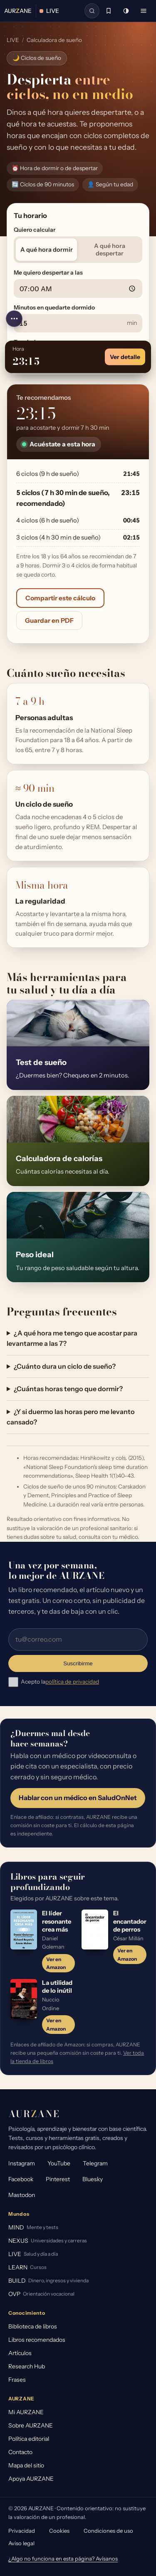 AURZANE LIVE
LIVE / Calculadora de sueño
🌙 Ciclos de sueño
Despierta entre
ciclos, no en medio
Dinos a qué hora quieres despertarte, o a
qué hora te acuestas. Te proponemos
horas que encajan con ciclos completos de
sueño y con lo que necesitas a tu edad.
⏰ Hora de dormir o de despertar
🔄 Ciclos de 90 minutos
👤 Según tu edad
Tu horario
Quiero calcular
A qué hora dormir
A qué hora
despertar
Me quiero despertar a las
07:00 AM
Minutos en quedarte dormido
15 min
Hora
23:15
Ver detalle
Te recomendamos
23:15
para acostarte y dormir 7 h 30 min
Acuéstate a esta hora
6 ciclos (9 h de sueño) 21:45
5 ciclos (7 h 30 min de sueño, 23:15
recomendado)
4 ciclos (6 h de sueño) 00:45
3 ciclos (4 h 30 min de sueño) 02:15
Entre los 18 y los 64 años se recomiendan de 7
a 9 horas. Dormir 3 o 4 ciclos de forma habitual
se queda corto.
Compartir este cálculo
Guardar en PDF
Cuánto sueño necesitas
7 a 9 h
Personas adultas
Es la recomendación de la National Sleep
Foundation para 18 a 64 años. A partir de
los 65, entre 7 y 8 horas.
≈ 90 min
Un ciclo de sueño
Cada noche encadenas 4 o 5 ciclos de
sueño ligero, profundo y REM. Despertar al
final de uno suele dejar menos sensación
de aturdimiento.
Misma hora
La regularidad
Acostarte y levantarte a la misma hora,
también el fin de semana, ayuda más que
cualquier truco para dormir mejor.
Más herramientas para
tu salud y tu día a día
Test de sueño
¿Duermes bien? Chequeo en 2 minutos.
Calculadora de calorías
Cuántas calorías necesitas al día.
Peso ideal
Tu rango de peso saludable según tu altura.
Preguntas frecuentes
¿A qué hora me tengo que acostar para
levantarme a las 7?
¿Cuánto dura un ciclo de sueño?
¿Cuántas horas tengo que dormir?
¿Y si duermo las horas pero me levanto
cansado?
Horas recomendadas: Hirshkowitz y cols. (2015),
«National Sleep Foundation's sleep time duration
recommendations», Sleep Health 1(1):40-43.
Ciclos de sueño de unos 90 minutos: Carskadon
y Dement, Principles and Practice of Sleep
Medicine. La duración real varía entre personas.
Resultado orientativo con fines informativos. No
sustituye la valoración de un profesional sanitario: si
tienes dudas sobre tu salud, consulta con tu médico.
Una vez por semana,
lo mejor de AURZANE
Un libro recomendado, el artículo nuevo y un
test gratis. Un correo corto, sin publicidad de
terceros, y te das de baja con un clic.
tu@correo.com
Suscribirme
Acepto la política de privacidad
¿Duermes mal desde
hace semanas?
Habla con un médico por videoconsulta o
pide cita con un especialista, con precio
cerrado y sin seguro médico.
Hablar con un médico en SaludOnNet
Enlace de afiliado: si contratas, AURZANE recibe una
comisión sin coste para ti. El cálculo de esta página
es independiente.
Libros para seguir
profundizando
Elegidos por AURZANE sobre este tema.
El líder
resonante
crea más
Daniel
Goleman
Ver en
Amazon
El
encantador
de perros
César Millán
Ver en
Amazon
La utilidad
de lo inútil
Nuccio
Ordine
Ver en
Amazon
Enlaces de afiliado de Amazon: si compras, AURZANE
recibe una pequeña comisión sin coste para ti. Ver toda
la tienda de libros
AURZANE
Psicología, aprendizaje y bienestar con base científica.
Tests, cursos y herramientas gratis, creados y
revisados por un psicólogo clínico.
Instagram YouTube Telegram
Facebook Pinterest Bluesky
Mastodon
Mundos
MIND Mente y tests
NEXUS Universidades y carreras
LIVE Salud y día a día
LEARN Cursos
BUILD Dinero, ingresos y vivienda
OVP Orientación vocacional
Conocimiento
Biblioteca de libros
Libros recomendados
Artículos
Research Hub
Frases
AURZANE
Mi AURZANE
Sobre AURZANE
Política editorial
Contacto
Mapa del sitio
Apoya AURZANE
© 2026 AURZANE · Contenido orientativo: no sustituye
la valoración de un profesional.
Privacidad Cookies Condiciones de uso
Aviso legal
¿Algo no funciona en esta página? Avísanos